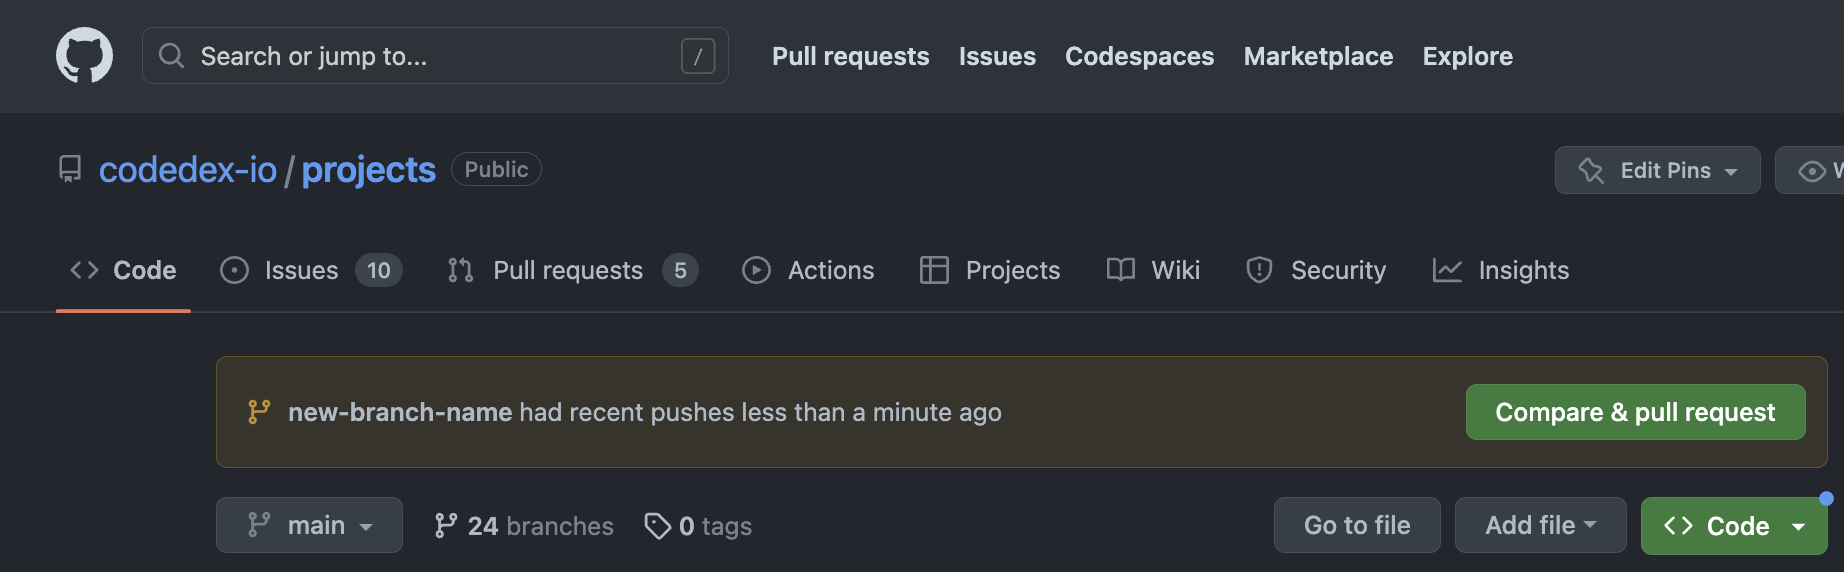 Search or jump to... /
Pull requests Issues Codespaces Marketplace Explore
codedex-io / projects Public
Edit Pins
Code Issues 10 Pull requests 5 Actions Projects Wiki Security Insights
new-branch-name had recent pushes less than a minute ago
Compare & pull request
main 24 branches 0 tags
Go to file Add file <> Code